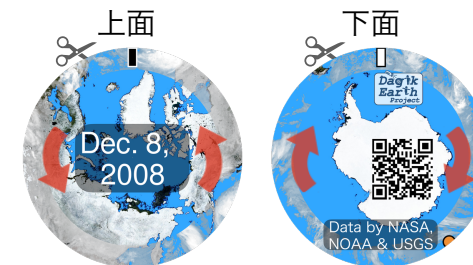 上面
下面
Dec. 8,
2008
Dagik
Earth
Project
Data by NASA,
NOAA & USGS